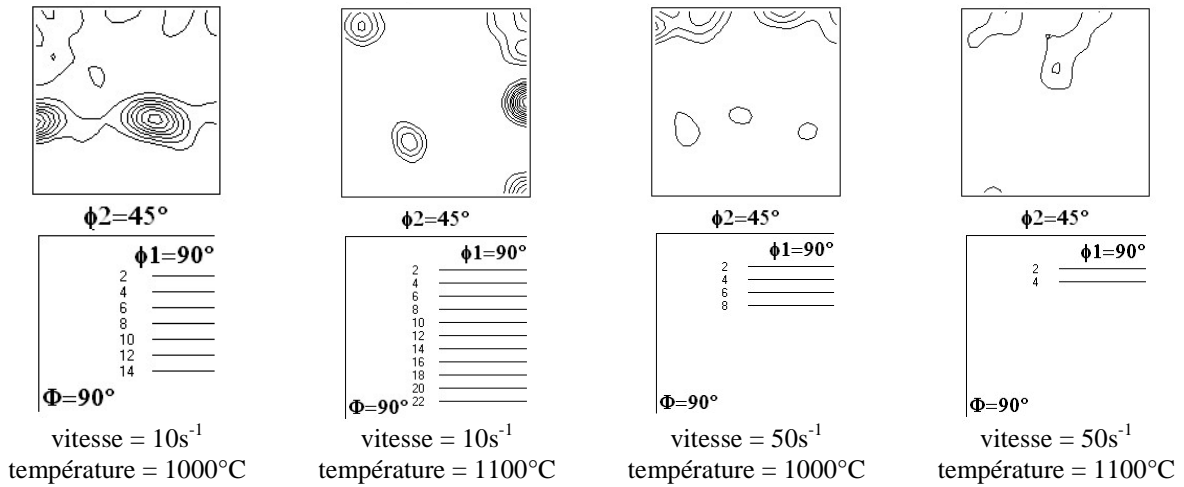 ϕ2=45°
ϕ1=90°
2
4
6
8
10
12
14
Φ=90°
vitesse = 10s⁻¹
température = 1000°C
ϕ2=45°
ϕ1=90°
2
4
6
8
10
12
14
16
18
20
22
Φ=90°
vitesse = 10s⁻¹
température = 1100°C
ϕ2=45°
ϕ1=90°
2
4
6
8
Φ=90°
vitesse = 50s⁻¹
température = 1000°C
ϕ2=45°
ϕ1=90°
2
4
Φ=90°
vitesse = 50s⁻¹
température = 1100°C